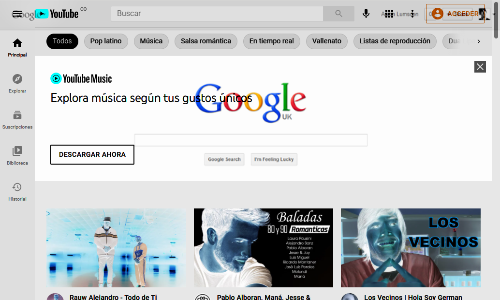 Google
YouTube CO
Buscar
ACCEDER
Todos
Pop latino
Música
Salsa romántica
En tiempo real
Vallenato
Listas de reproducción
Principal
Explorar
Suscripciones
Biblioteca
Historial
YouTube Music
Explora música según tus gustos únicos
Google
UK
DESCARGAR AHORA
Google Search
I'm Feeling Lucky
Baladas
80 y 90 Romanticas
LOS
VECINOS
Rauw Alejandro - Todo de Ti
Pablo Alboran, Maná, Jesse &
Los Vecinos | Hola Soy German